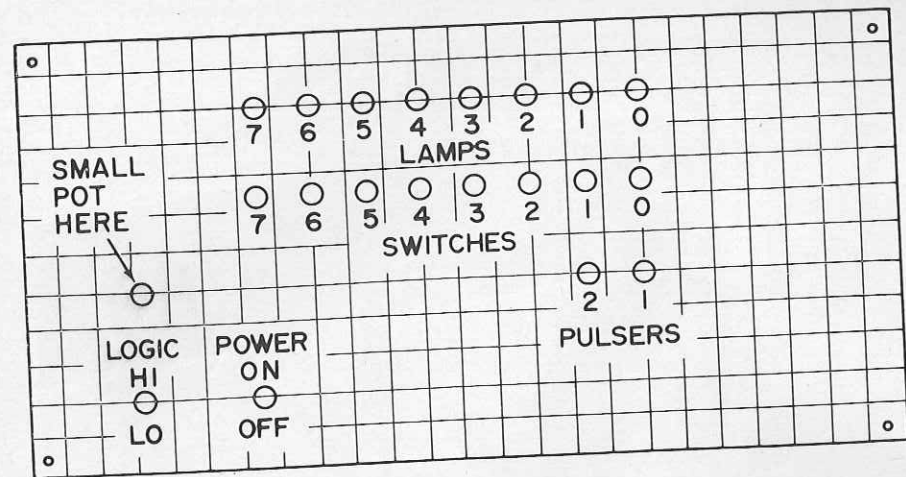 7 6 5 4 3 2 1 0
LAMPS
SMALL
POT
HERE
7 6 5 4 3 2 1 0
SWITCHES
2 1
PULSERS
LOGIC
HI
LO
POWER
ON
OFF